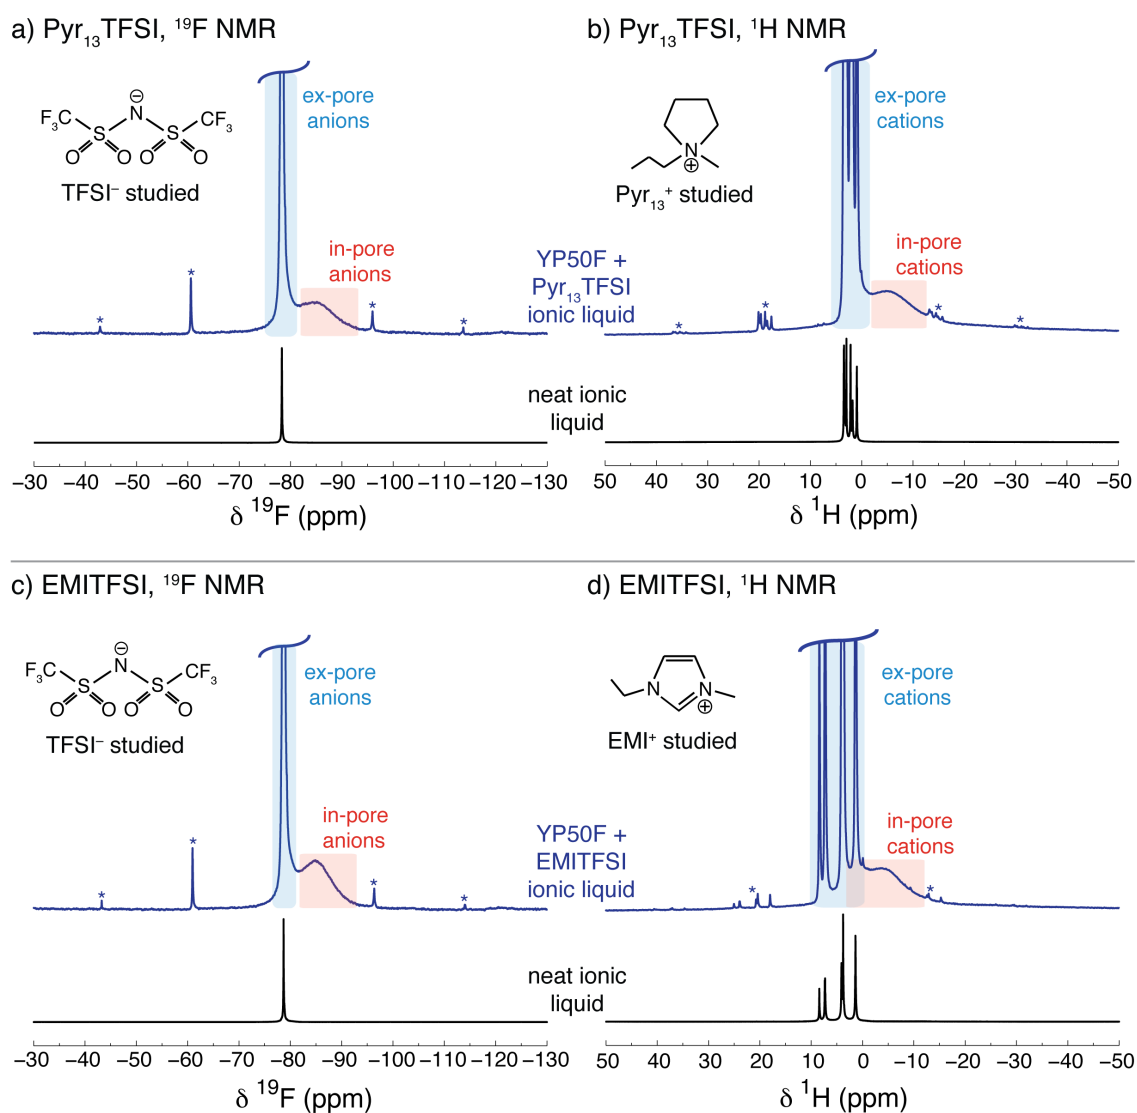 a) Pyr₁₃TFSI, ¹⁹F NMR
⊖
F₃C N CF₃
S S
O O O O
TFSI⁻ studied
ex-pore
anions
in-pore
anions
* * * *
b) Pyr₁₃TFSI, ¹H NMR
N
⊕
Pyr₁₃⁺ studied
ex-pore
cations
in-pore
cations
* * * *
YP50F +
Pyr₁₃TFSI
ionic liquid
neat ionic
liquid
−30 −40 −50 −60 −70 −80 −90 −100 −110 −120 −130
δ ¹⁹F (ppm)
50 40 30 20 10 0 −10 −20 −30 −40 −50
δ ¹H (ppm)
c) EMITFSI, ¹⁹F NMR
⊖
F₃C N CF₃
S S
O O O O
TFSI⁻ studied
ex-pore
anions
in-pore
anions
* * * *
d) EMITFSI, ¹H NMR
N N
⊕
EMI⁺ studied
ex-pore
cations
in-pore
cations
* *
YP50F +
EMITFSI
ionic liquid
neat ionic
liquid
−30 −40 −50 −60 −70 −80 −90 −100 −110 −120 −130
δ ¹⁹F (ppm)
50 40 30 20 10 0 −10 −20 −30 −40 −50
δ ¹H (ppm)